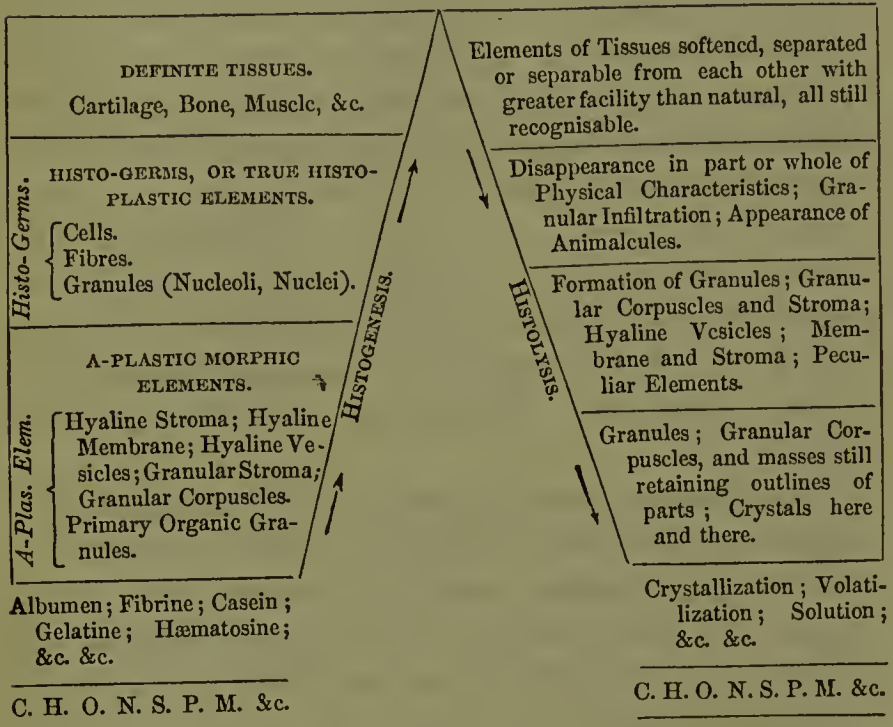 DEFINITE TISSUES.
Cartilage, Bone, Muscle, &c.
Histo-Germs.
HISTO-GERMS, OR TRUE HISTO-
PLASTIC ELEMENTS.
Cells.
Fibres.
Granules (Nucleoli, Nuclei).
A-Plas. Elem.
A-PLASTIC MORPHIC
ELEMENTS.
Hyaline Stroma; Hyaline
Membrane; Hyaline Ve-
sicles; Granular Stroma;
Granular Corpuscles.
Primary Organic Gra-
nules.
Albumen; Fibrine; Casein;
Gelatine; Hæmatosine;
&c. &c.
C. H. O. N. S. P. M. &c.
HISTOGENESIS.
HISTOLYSIS.
Elements of Tissues softened, separated
or separable from each other with
greater facility than natural, all still
recognisable.
Disappearance in part or whole of
Physical Characteristics; Gra-
nular Infiltration; Appearance of
Animalcules.
Formation of Granules; Granu-
lar Corpuscles and Stroma;
Hyaline Vesicles; Mem-
brane and Stroma; Pecu-
liar Elements.
Granules; Granular Cor-
puscles, and masses still
retaining outlines of
parts; Crystals here
and there.
Crystallization; Volati-
lization; Solution;
&c. &c.
C. H. O. N. S. P. M. &c.